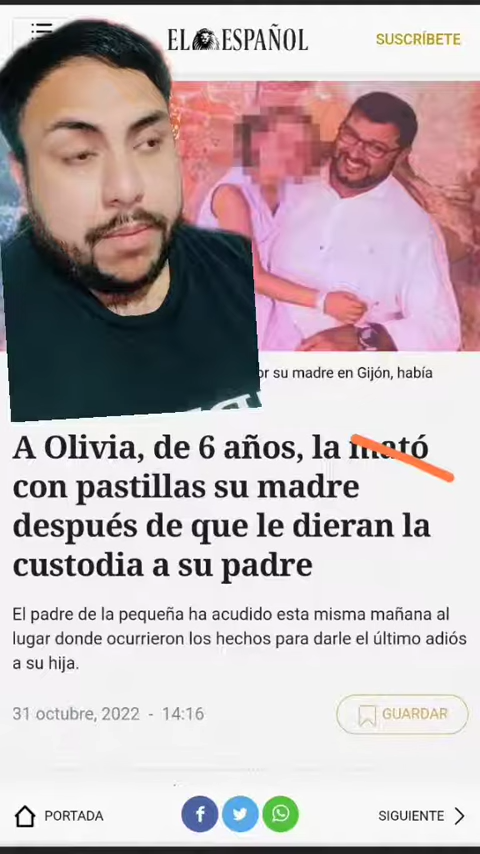 EL ESPAÑOL
SUSCRÍBETE
por su madre en Gijón, había
A Olivia, de 6 años, la mató
con pastillas su madre
después de que le dieran la
custodia a su padre
El padre de la pequeña ha acudido esta misma mañana al
lugar donde ocurrieron los hechos para darle el último adiós
a su hija.
31 octubre, 2022 - 14:16
GUARDAR
PORTADA
SIGUIENTE